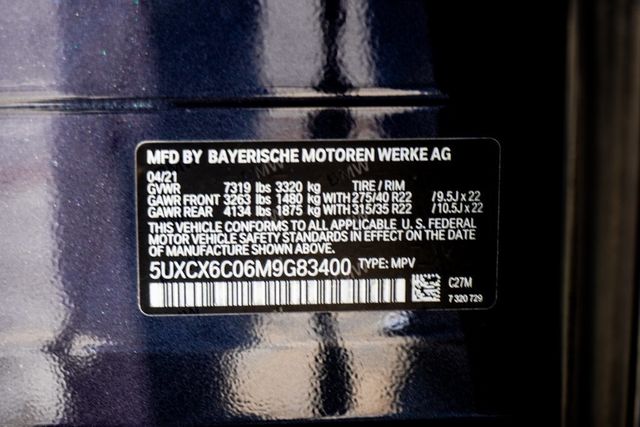 MFD BY BAYERISCHE MOTOREN WERKE AG
04/21
GVWR 7319 lbs 3320 kg TIRE / RIM
GAWR FRONT 3263 lbs 1480 kg WITH 275/40 R22 /9.5J x 22
GAWR REAR 4134 lbs 1875 kg WITH 315/35 R22 /10.5J x 22
THIS VEHICLE CONFORMS TO ALL APPLICABLE U.S. FEDERAL
MOTOR VEHICLE SAFETY STANDARDS IN EFFECT ON THE DATE
OF MANUFACTURE SHOWN ABOVE.
5UXCX6C06M9G83400 TYPE: MPV
C27M
7 320 729